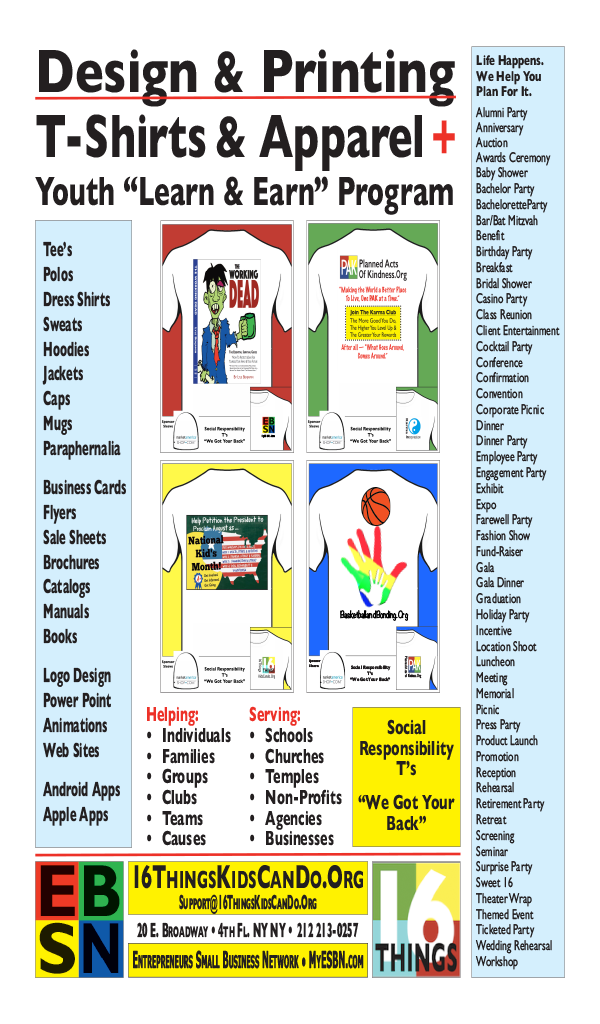 Design & Printing
T-Shirts & Apparel +
Youth “Learn & Earn” Program
Tee's
Polos
Dress Shirts
Sweats
Hoodies
Jackets
Caps
Mugs
Paraphernalia
Business Cards
Flyers
Sale Sheets
Brochures
Catalogs
Manuals
Books
Logo Design
Power Point
Animations
Web Sites
Android Apps
Apple Apps
THE
WORKING
DEAD
Social Responsibility
T's
“We Got Your Back”
EB
SN
PAK
Planned Acts
Of Kindness.Org
“Making the World a Better Place
To Live, One PAK at a Time.”
Join The Karma Club
The More Good You Do,
The Higher You Level Up &
The Greater Your Rewards
After all — “What Goes Around,
Comes Around.”
Sponsor
Sleeve
Social Responsibility
T's
“We Got Your Back”
Help Petition the President to
Proclaim August as...
National
Kid's
Month!
Sponsor
Sleeve
Social Responsibility
T's
“We Got Your Back”
16
BasketballandBonding.Org
Sponsor
Sleeve
Social Responsibility
T's
“We Got Your Back”
PAK
Helping:
• Individuals
• Families
• Groups
• Clubs
• Teams
• Causes
Serving:
• Schools
• Churches
• Temples
• Non-Profits
• Agencies
• Businesses
Social
Responsibility
T's
“We Got Your
Back”
EB
SN
16ThingsKidsCanDo.Org
Support@16ThingsKidsCanDo.Org
20 E. Broadway • 4th Fl. NY NY • 212 213-0257
Entrepreneurs Small Business Network • MyESBN.com
16
THINGS
Life Happens.
We Help You
Plan For It.
Alumni Party
Anniversary
Auction
Awards Ceremony
Baby Shower
Bachelor Party
BacheloretteParty
Bar/Bat Mitzvah
Benefit
Birthday Party
Breakfast
Bridal Shower
Casino Party
Class Reunion
Client Entertainment
Cocktail Party
Conference
Confirmation
Convention
Corporate Picnic
Dinner
Dinner Party
Employee Party
Engagement Party
Exhibit
Expo
Farewell Party
Fashion Show
Fund-Raiser
Gala
Gala Dinner
Graduation
Holiday Party
Incentive
Location Shoot
Luncheon
Meeting
Memorial
Picnic
Press Party
Product Launch
Promotion
Reception
Rehearsal
Retirement Party
Retreat
Screening
Seminar
Surprise Party
Sweet 16
Theater Wrap
Themed Event
Ticketed Party
Wedding Rehearsal
Workshop